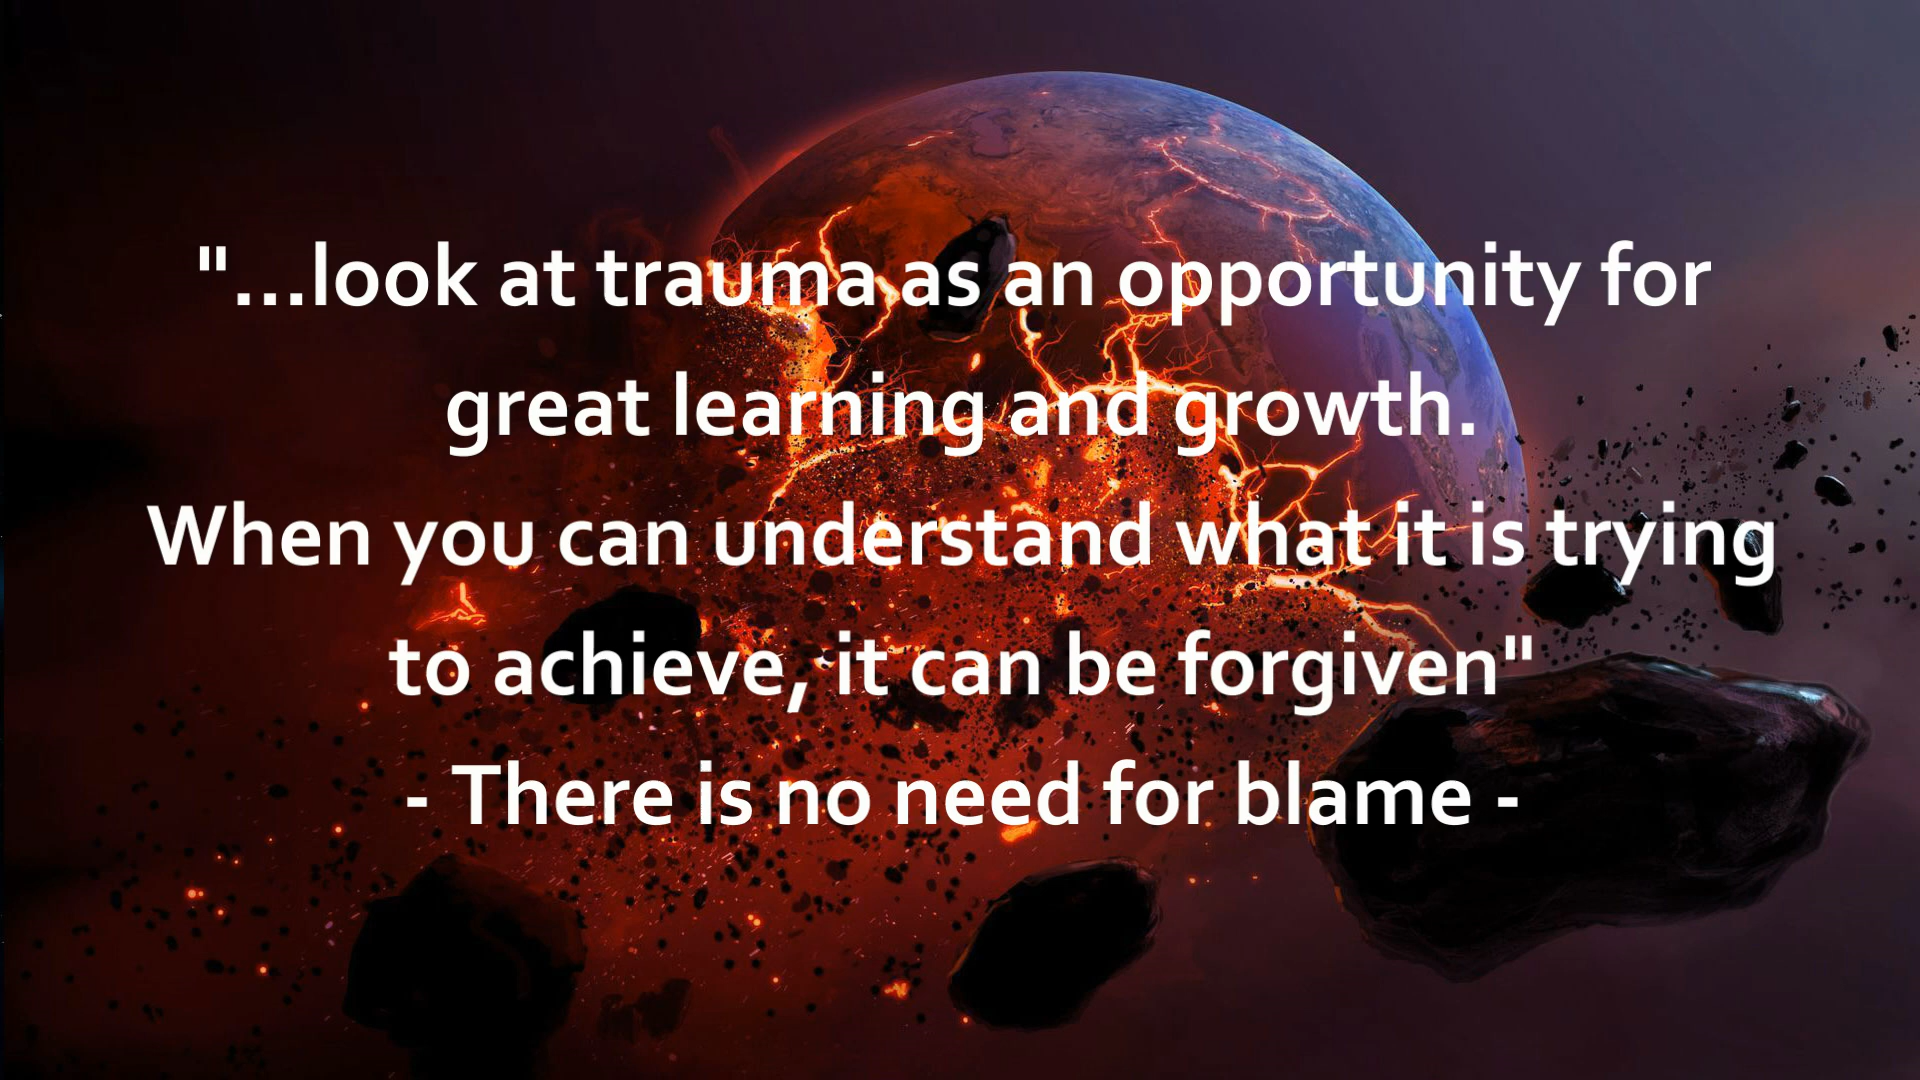 "...look at trauma as an opportunity for
great learning and growth.
When you can understand what it is trying
to achieve, it can be forgiven"
- There is no need for blame -